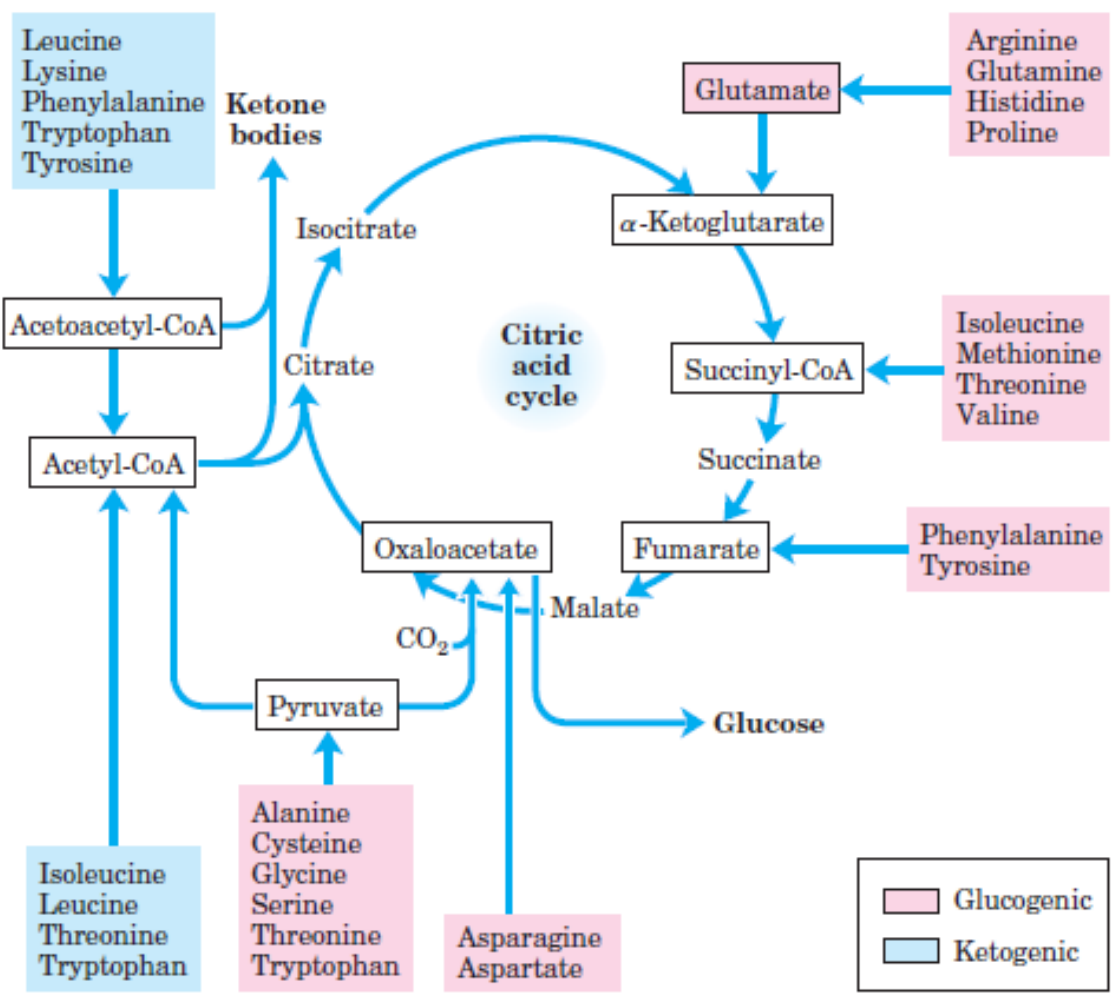 Leucine
Lysine
Phenylalanine
Tryptophan
Tyrosine
Ketone
bodies
Glutamate
Arginine
Glutamine
Histidine
Proline
Isocitrate
α-Ketoglutarate
Acetoacetyl-CoA
Citrate
Citric
acid
cycle
Succinyl-CoA
Isoleucine
Methionine
Threonine
Valine
Acetyl-CoA
Succinate
Oxaloacetate
Fumarate
Phenylalanine
Tyrosine
Malate
CO₂
Pyruvate
Glucose
Isoleucine
Leucine
Threonine
Tryptophan
Alanine
Cysteine
Glycine
Serine
Threonine
Tryptophan
Asparagine
Aspartate
Glucogenic
Ketogenic